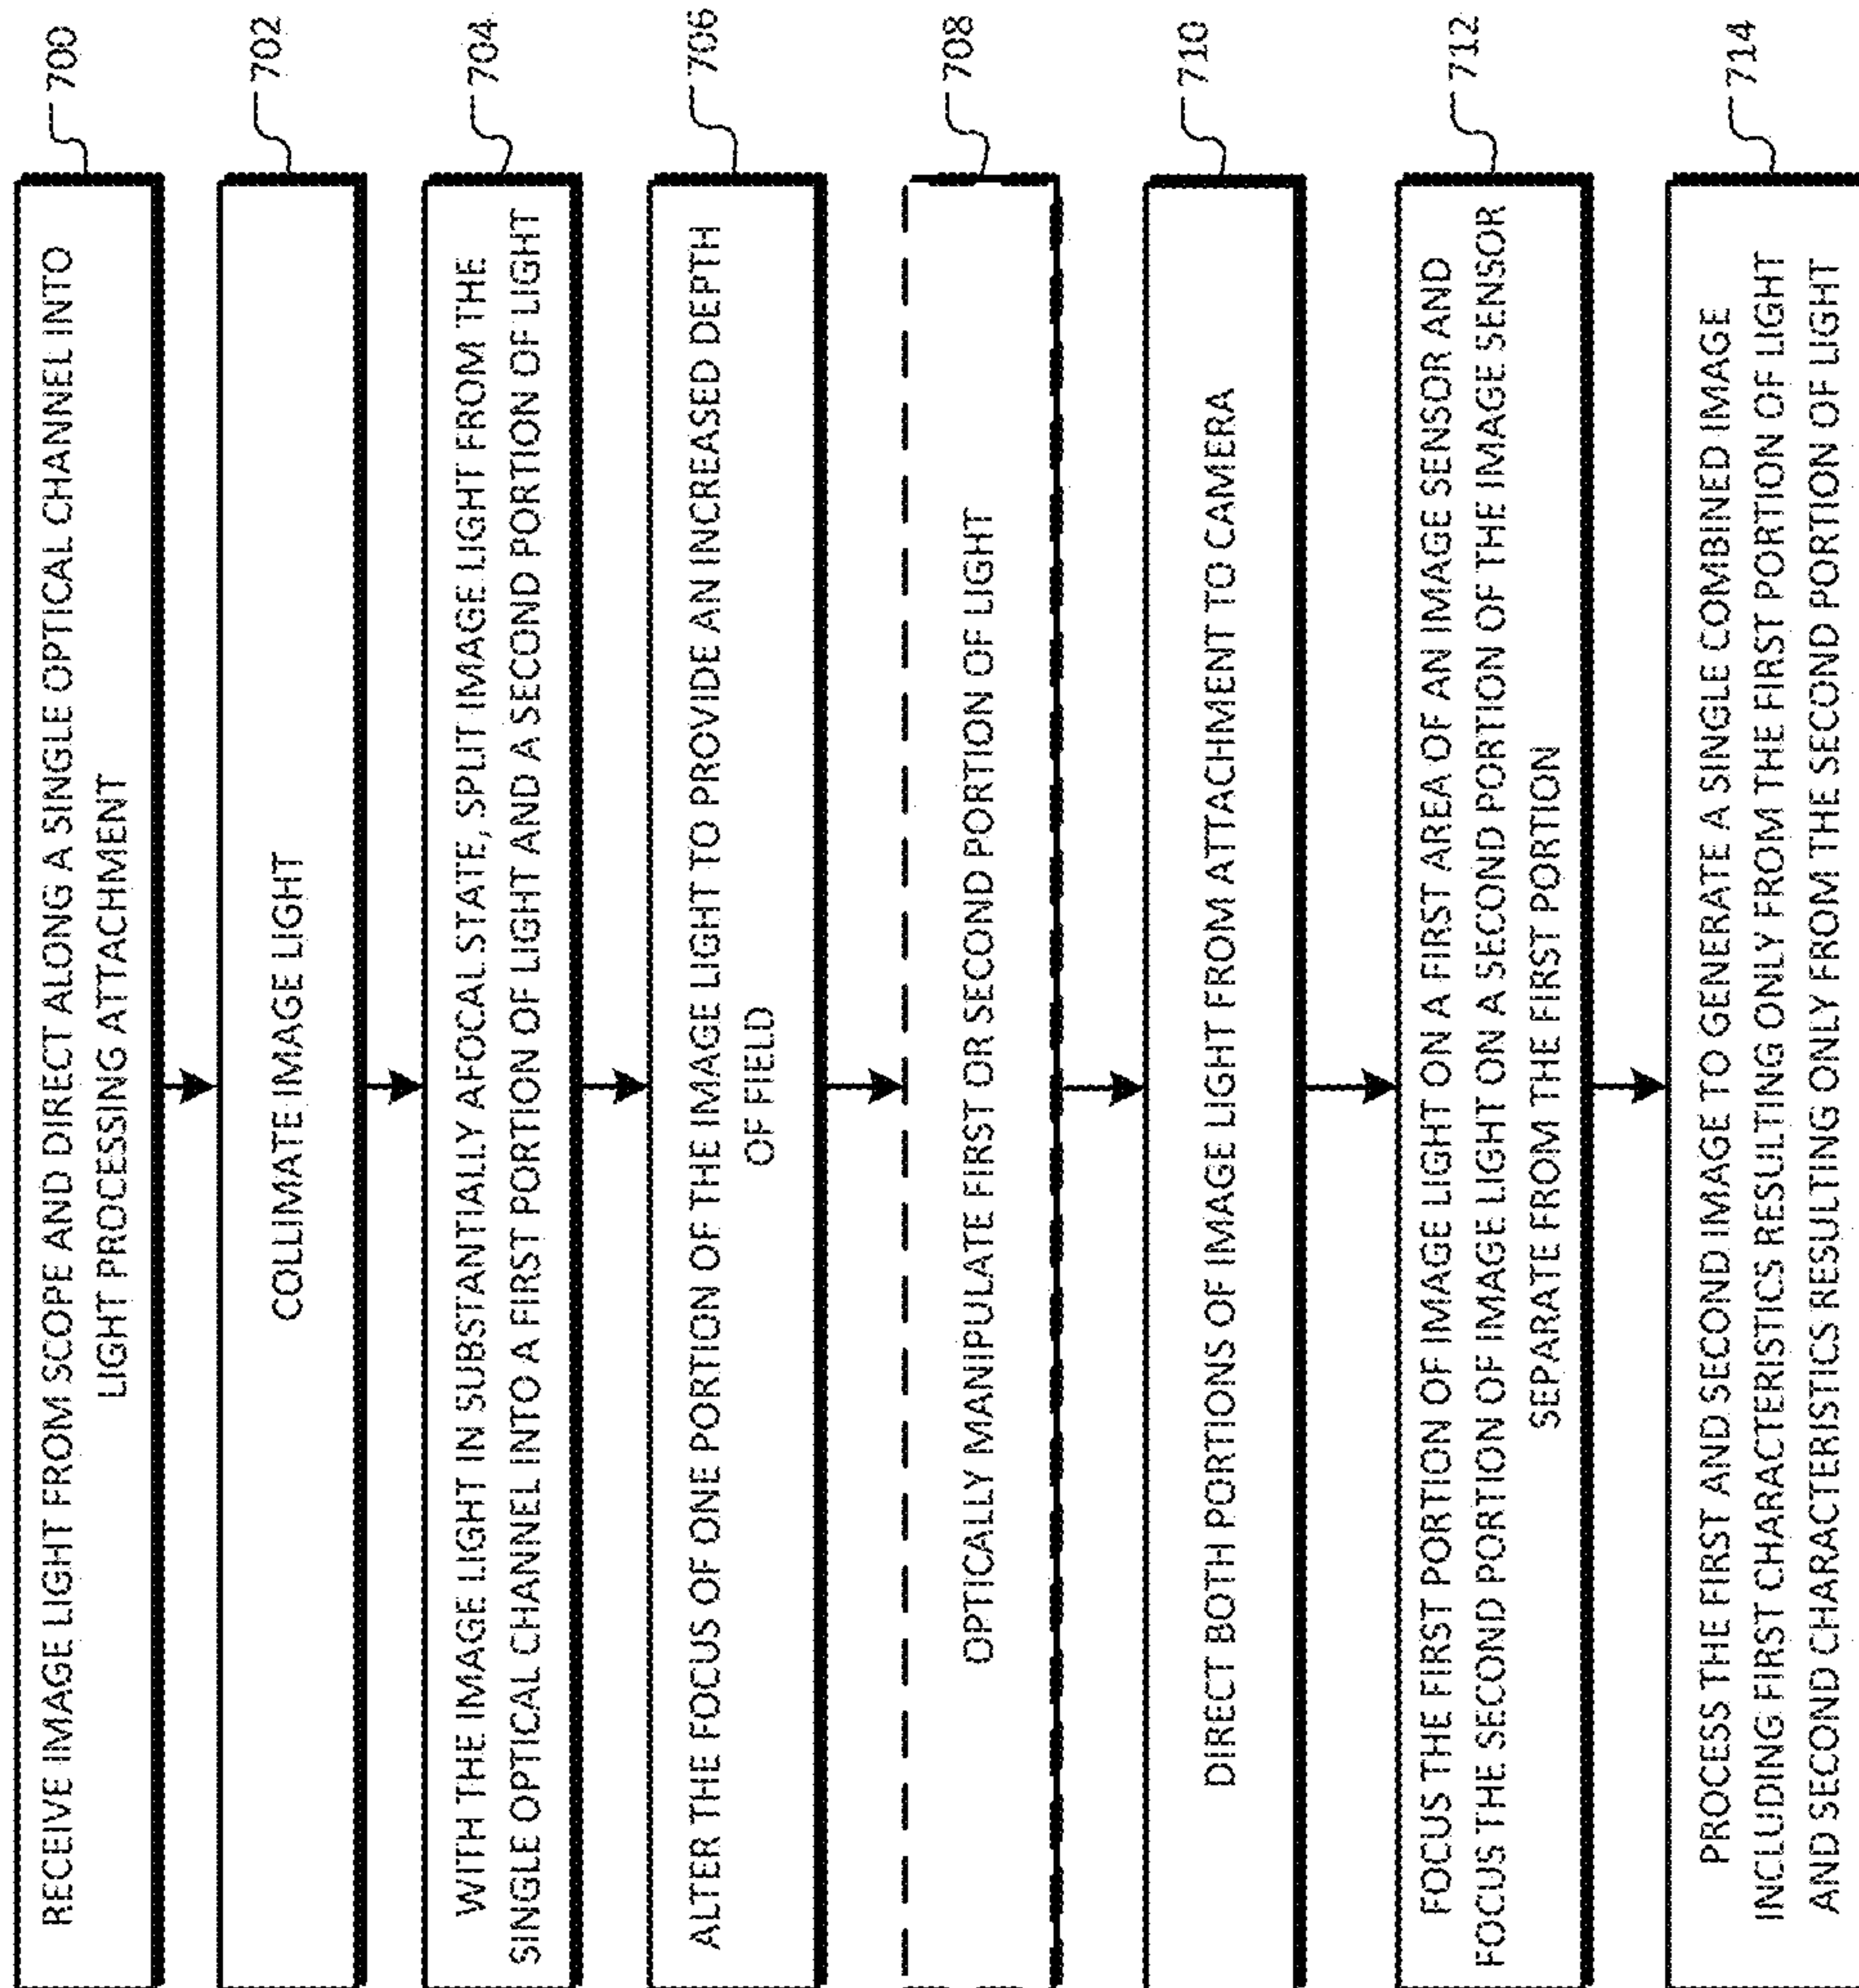 RECEIVE IMAGE LIGHT FROM SCOPE AND DIRECT ALONG A SINGLE OPTICAL CHANNEL INTO
LIGHT PROCESSING ATTACHMENT
700
COLLIMATE IMAGE LIGHT
702
WITH THE IMAGE LIGHT IN SUBSTANTIALLY AFOCAL STATE, SPLIT IMAGE LIGHT FROM THE
SINGLE OPTICAL CHANNEL INTO A FIRST PORTION OF LIGHT AND A SECOND PORTION OF LIGHT
704
ALTER THE FOCUS OF ONE PORTION OF THE IMAGE LIGHT TO PROVIDE AN INCREASED DEPTH
OF FIELD
706
OPTICALLY MANIPULATE FIRST OR SECOND PORTION OF LIGHT
708
DIRECT BOTH PORTIONS OF IMAGE LIGHT FROM ATTACHMENT TO CAMERA
710
FOCUS THE FIRST PORTION OF IMAGE LIGHT ON A FIRST AREA OF AN IMAGE SENSOR AND
FOCUS THE SECOND PORTION OF IMAGE LIGHT ON A SECOND PORTION OF THE IMAGE SENSOR
SEPARATE FROM THE FIRST PORTION
712
PROCESS THE FIRST AND SECOND IMAGE TO GENERATE A SINGLE COMBINED IMAGE
INCLUDING FIRST CHARACTERISTICS RESULTING ONLY FROM THE FIRST PORTION OF LIGHT
AND SECOND CHARACTERISTICS RESULTING ONLY FROM THE SECOND PORTION OF LIGHT
714